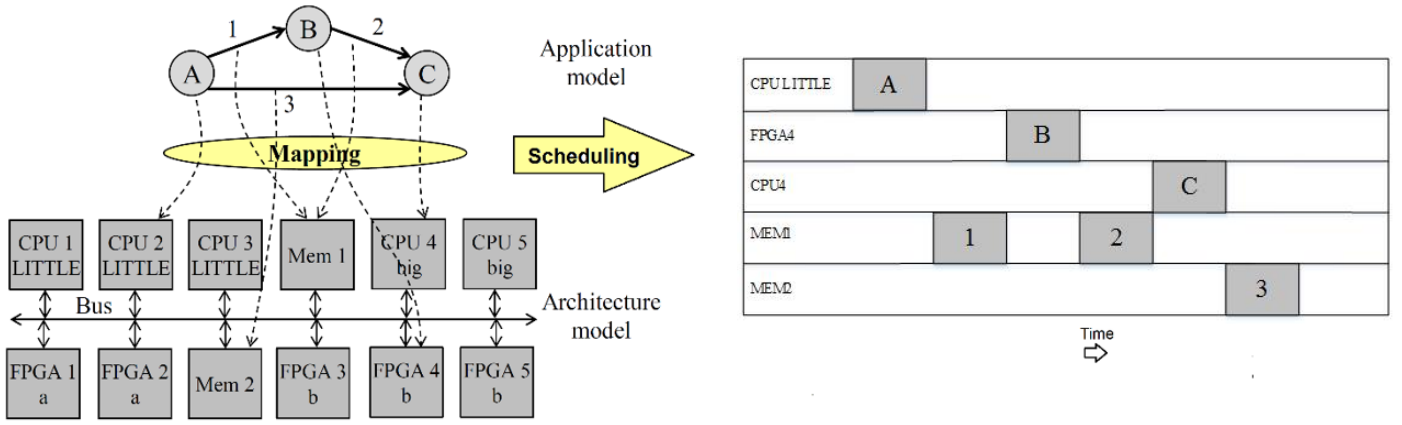 1
B
2
A
C
3
Application
model
Mapping
Scheduling
CPU 1
LITTLE
CPU 2
LITTLE
CPU 3
LITTLE
Mem 1
CPU 4
big
CPU 5
big
Bus
Architecture
model
FPGA 1
a
FPGA 2
a
Mem 2
FPGA 3
b
FPGA 4
b
FPGA 5
b
CPU LITTLE
A
FPGA4
B
CPU4
C
MEM1
1
2
MEM2
3
Time